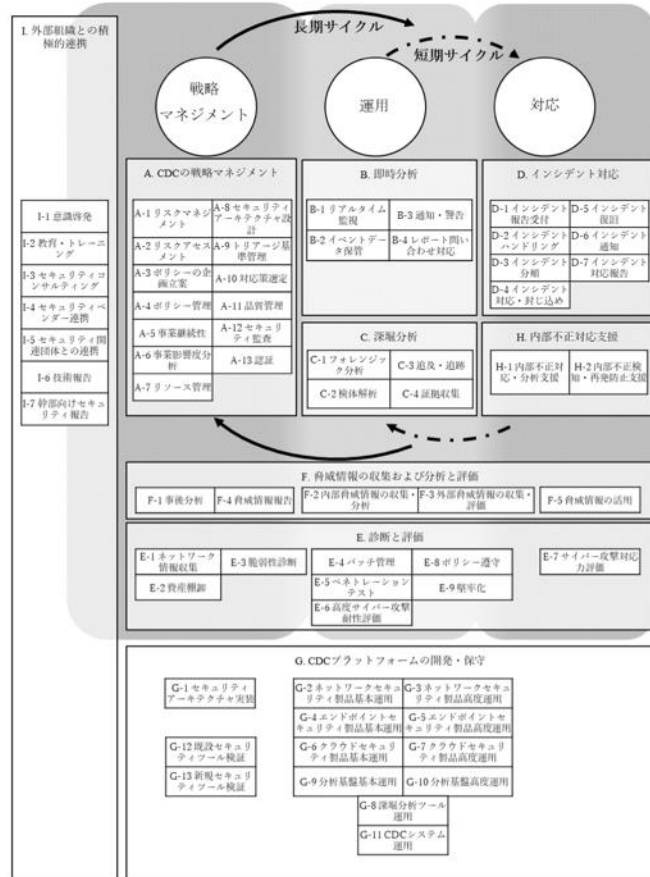 I. 外部組織との積
極的連携
長期サイクル
短期サイクル
戦略
マネジメント
運用
対応
I-1 意識啓発
I-2 教育・トレーニ
ング
I-3 セキュリティコ
ンサルティング
I-4 セキュリティベ
ンダー連携
I-5 セキュリティ関
連団体との連携
I-6 技術報告
I-7 幹部向けセキュ
リティ報告
A. CDCの戦略マネジメント
A-1 リスクマネジ
メント
A-2 リスクアセス
メント
A-3 ポリシーの企
画立案
A-4 ポリシー管理
A-5 事業継続性
A-6 事業影響度分
析
A-7 リソース管理
A-8 セキュリティ
アーキテクチャ設
計
A-9 トリアージ基
準管理
A-10 対応策選定
A-11 品質管理
A-12 セキュリ
ティ監査
A-13 認証
B. 即時分析
B-1 リアルタイム
監視
B-2 イベントデー
タ保管
B-3 通知・警告
B-4 レポート問い
合わせ対応
C. 深堀分析
C-1 フォレンジッ
ク分析
C-2 検体解析
C-3 追及・追跡
C-4 証拠収集
D. インシデント対応
D-1 インシデント
報告受付
D-2 インシデント
ハンドリング
D-3 インシデント
分類
D-4 インシデント
対応・封じ込め
D-5 インシデント
復旧
D-6 インシデント
通知
D-7 インシデント
対応報告
H. 内部不正対応支援
H-1 内部不正対
応・分析支援
H-2 内部不正検
知・再発防止支援
F. 脅威情報の収集および分析と評価
F-1 事後分析
F-4 脅威情報報告
F-2 内部脅威情報の収集・
分析
F-3 外部脅威情報の収集・
評価
F-5 脅威情報の活用
E. 診断と評価
E-1 ネットワーク
情報収集
E-2 資産棚卸
E-3 脆弱性診断
E-4 パッチ管理
E-5 ペネトレーション
テスト
E-6 高度サイバー攻撃
耐性評価
E-8 ポリシー遵守
E-9 堅牢化
E-7 サイバー攻撃対応
力評価
G. CDCプラットフォームの開発・保守
G-1 セキュリティ
アーキテクチャ実装
G-12 既設セキュリ
ティツール検証
G-13 新規セキュリ
ティツール検証
G-2 ネットワークセキュ
リティ製品基本運用
G-3 ネットワークセキュ
リティ製品高度運用
G-4 エンドポイントセキ
ュリティ製品基本運用
G-5 エンドポイントセキ
ュリティ製品高度運用
G-6 クラウドセキュリ
ティ製品基本運用
G-7 クラウドセキュリ
ティ製品高度運用
G-9 分析基盤基本運用
G-10 分析基盤高度運用
G-8 深堀分析ツール
運用
G-11 CDCシステム
運用